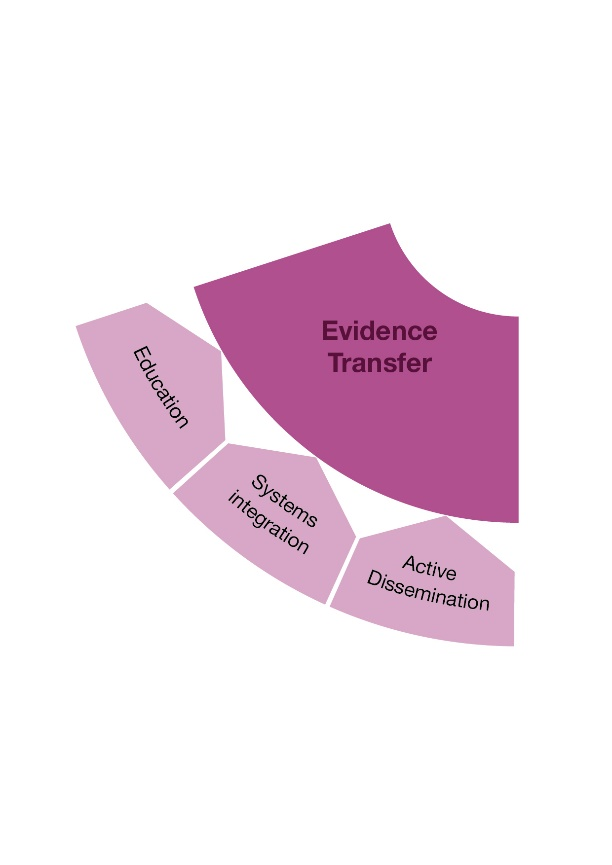 Evidence
Transfer
Education
Systems
integration
Active
Dissemination